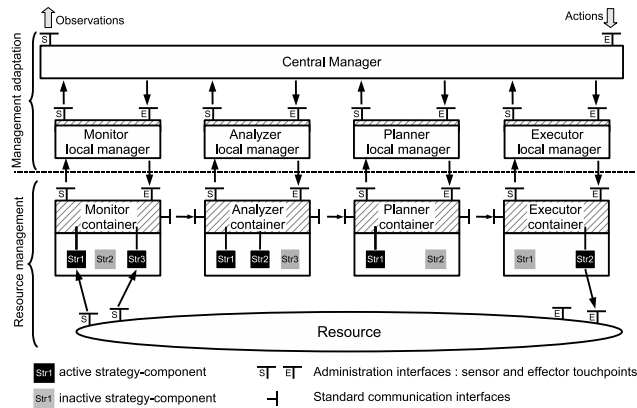 Observations
Actions
S
E
Central Manager
S
E
S
E
S
E
S
E
Monitor
local manager
Analyzer
local manager
Planner
local manager
Executor
local manager
Management adaptation
S
E
S
E
S
E
S
E
Monitor
container
Analyzer
container
Planner
container
Executor
container
Str1
Str2
Str3
Str1
Str2
Str3
Str1
Str2
Str1
Str2
Resource management
S
S
E
E
Resource
Str1 active strategy-component
S E Administration interfaces : sensor and effector touchpoints
Str1 inactive strategy-component
Standard communication interfaces